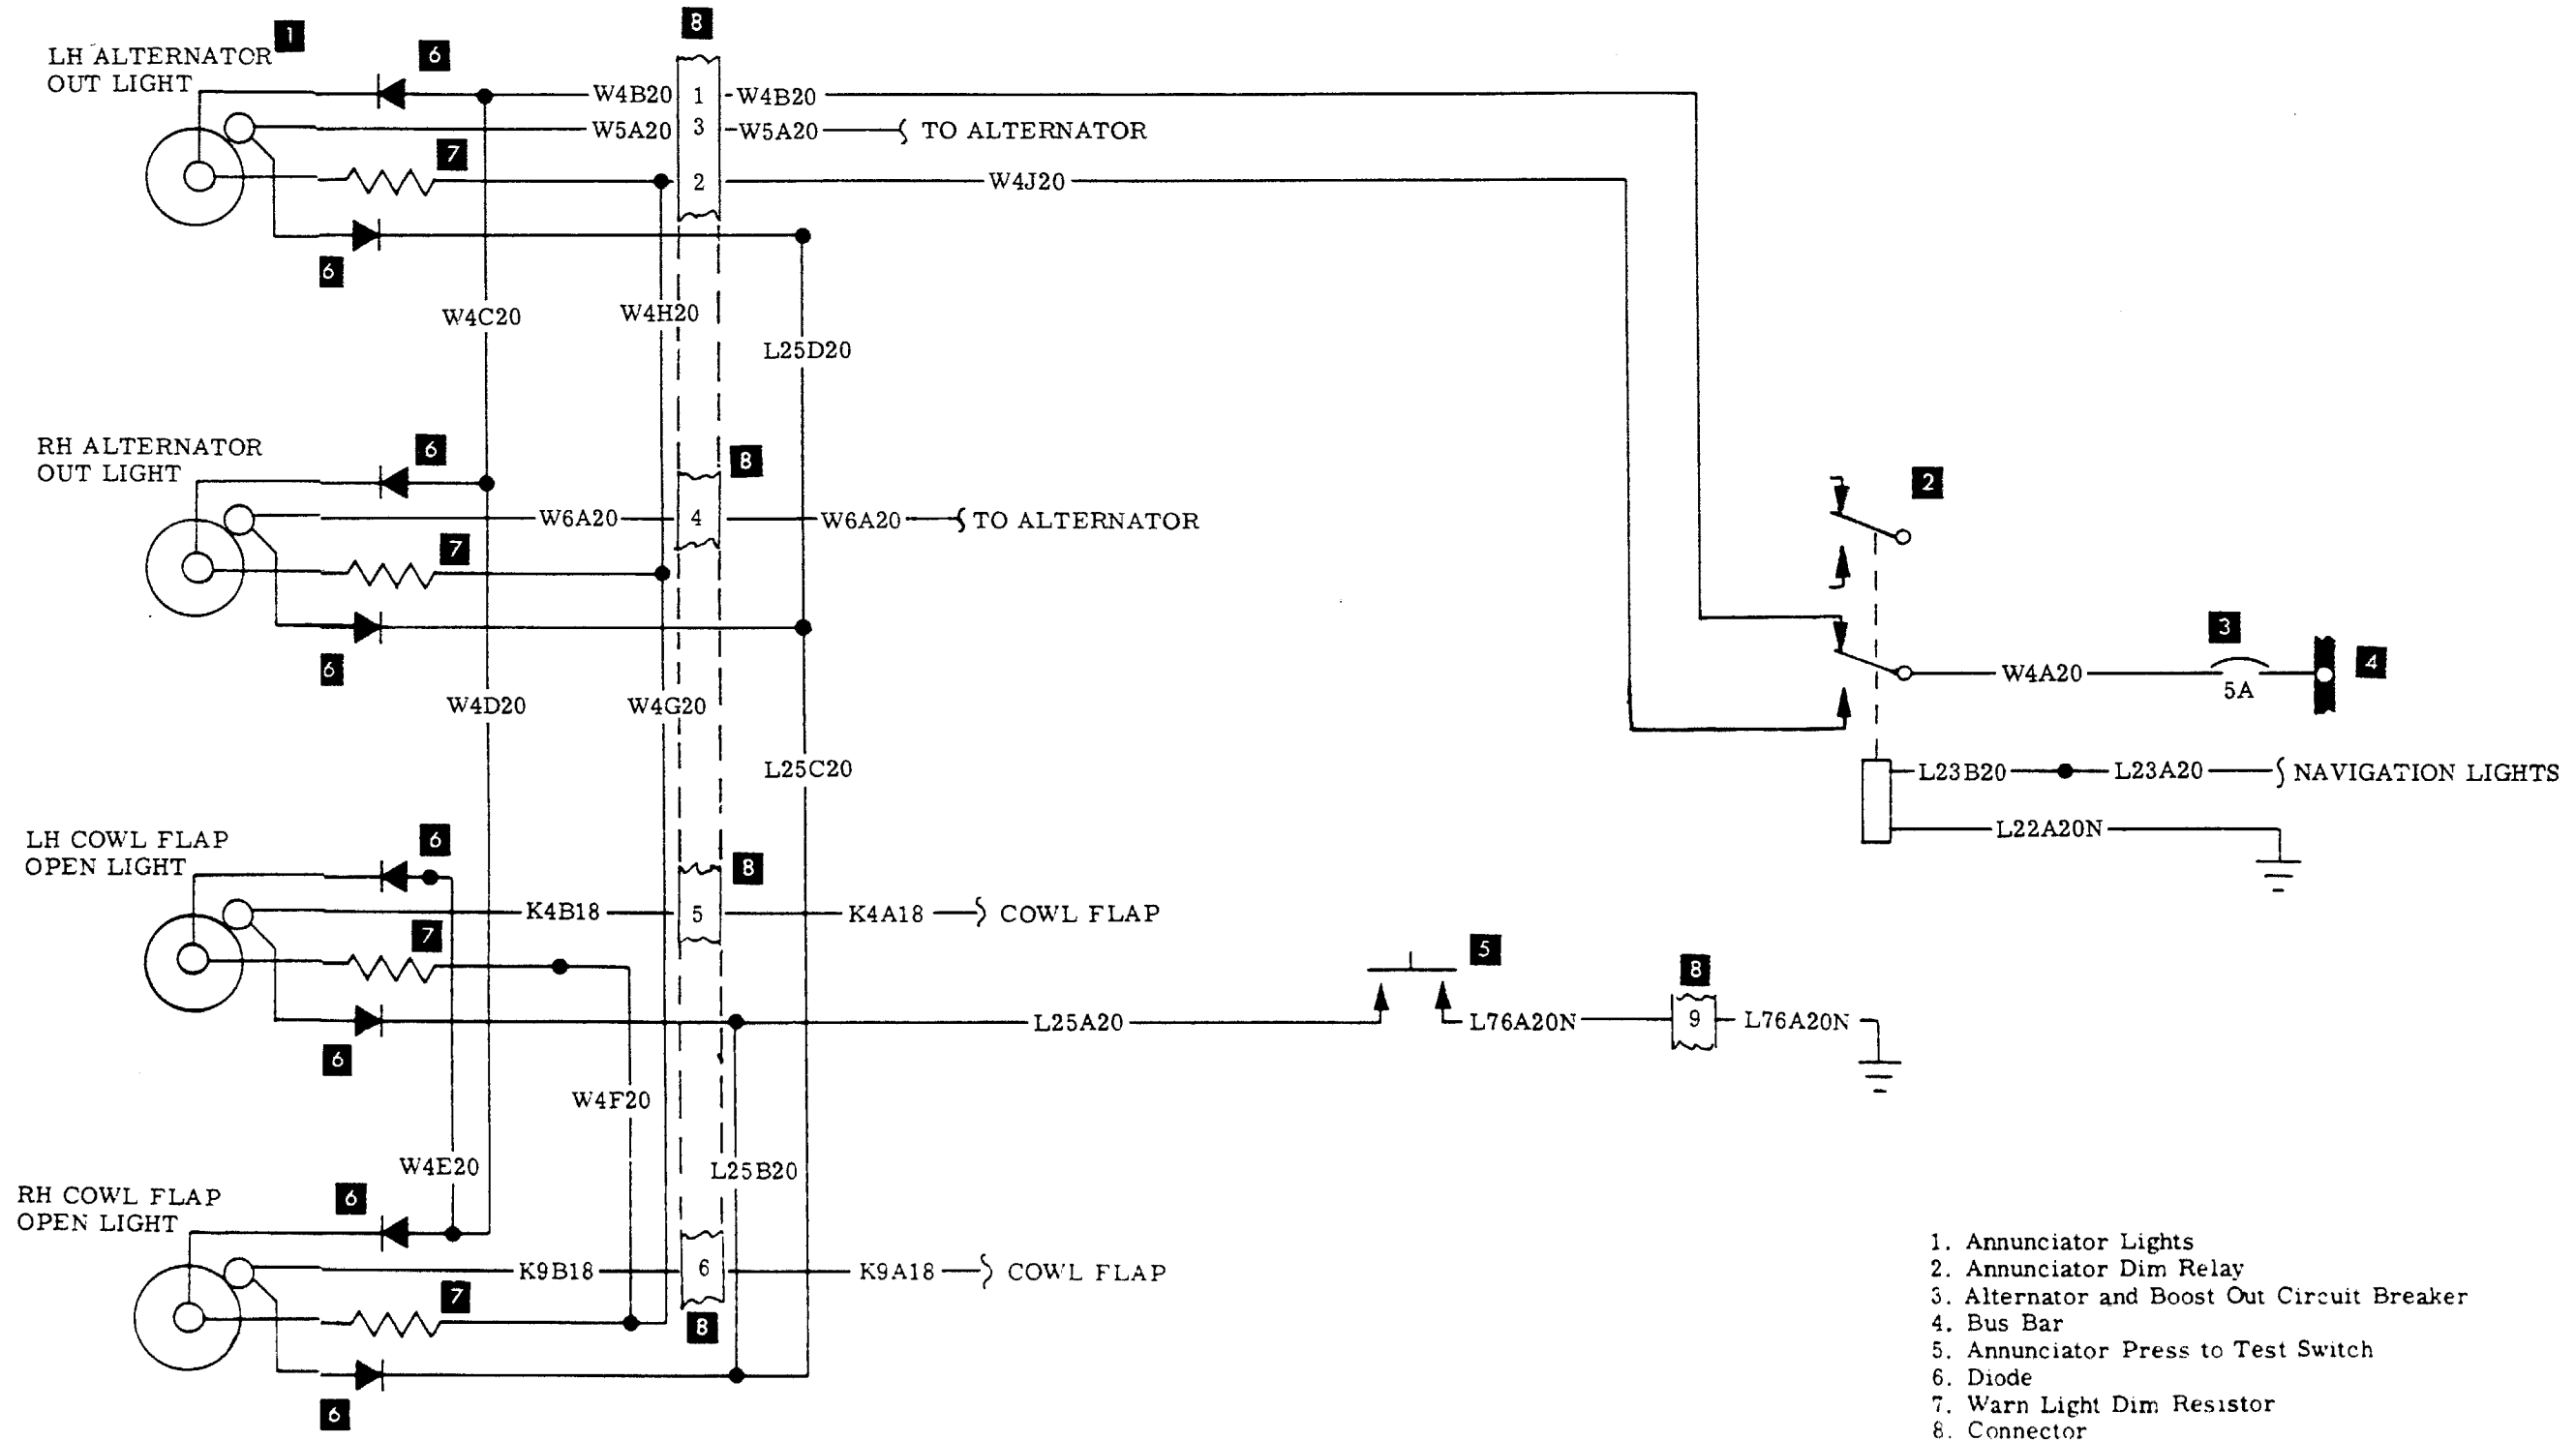 1
8
LH ALTERNATOR
OUT LIGHT
6
W4B20
1
W4B20
W5A20
3
W5A20
TO ALTERNATOR
7
2
W4J20
6
W4C20
W4H20
L25D20
RH ALTERNATOR
OUT LIGHT
6
8
2
W6A20
4
W6A20
TO ALTERNATOR
7
6
3
4
W4A20
5A
W4D20
W4G20
L25C20
L23B20
L23A20
NAVIGATION LIGHTS
L22A20N
LH COWL FLAP
OPEN LIGHT
6
8
K4B18
5
K4A18
COWL FLAP
7
5
8
L25A20
L76A20N
9
L76A20N
6
W4F20
W4E20
L25B20
RH COWL FLAP
OPEN LIGHT
6
K9B18
6
K9A18
COWL FLAP
7
8
6
1. Annunciator Lights
2. Annunciator Dim Relay
3. Alternator and Boost Out Circuit Breaker
4. Bus Bar
5. Annunciator Press to Test Switch
6. Diode
7. Warn Light Dim Resistor
8. Connector